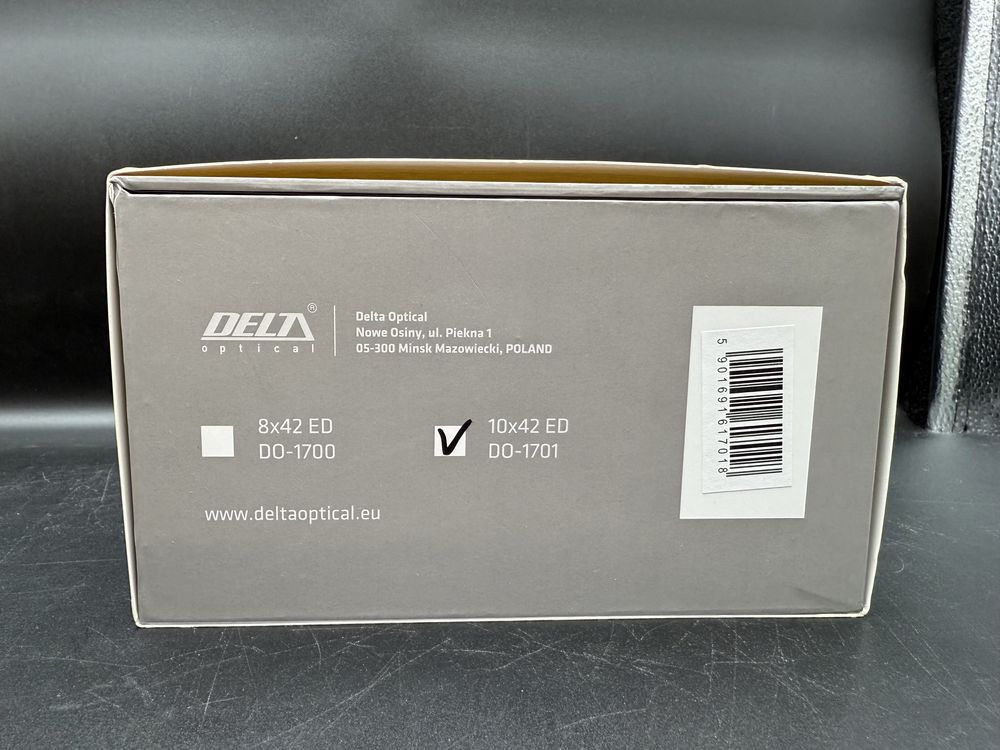 DELTA®
optical
Delta Optical
Nowe Osiny, ul. Piekna 1
05-300 Minsk Mazowiecki, POLAND
8x42 ED
DO-1700
10x42 ED
DO-1701
www.deltaoptical.eu
5 901691 617018